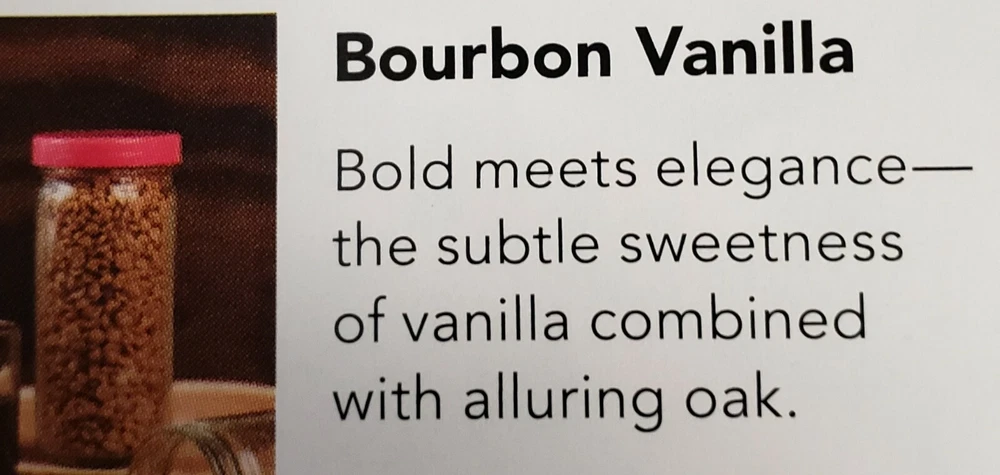 Bourbon Vanilla
Bold meets elegance—
the subtle sweetness
of vanilla combined
with alluring oak.